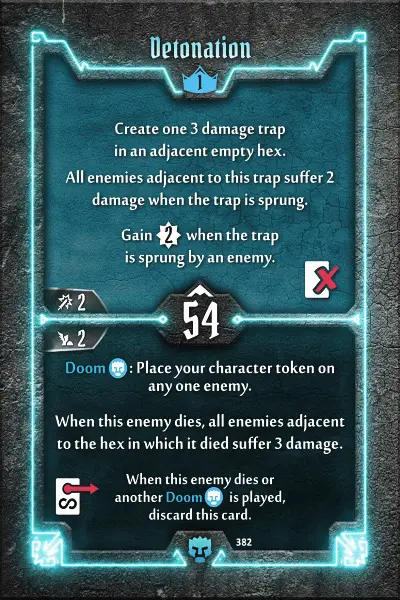 Detonation
1
Create one 3 damage trap
in an adjacent empty hex.
All enemies adjacent to this trap suffer 2
damage when the trap is sprung.
Gain 2 when the trap
is sprung by an enemy.
X
2
54
2
Doom : Place your character token on
any one enemy.
When this enemy dies, all enemies adjacent
to the hex in which it died suffer 3 damage.
When this enemy dies or
another Doom is played,
discard this card.
S
382